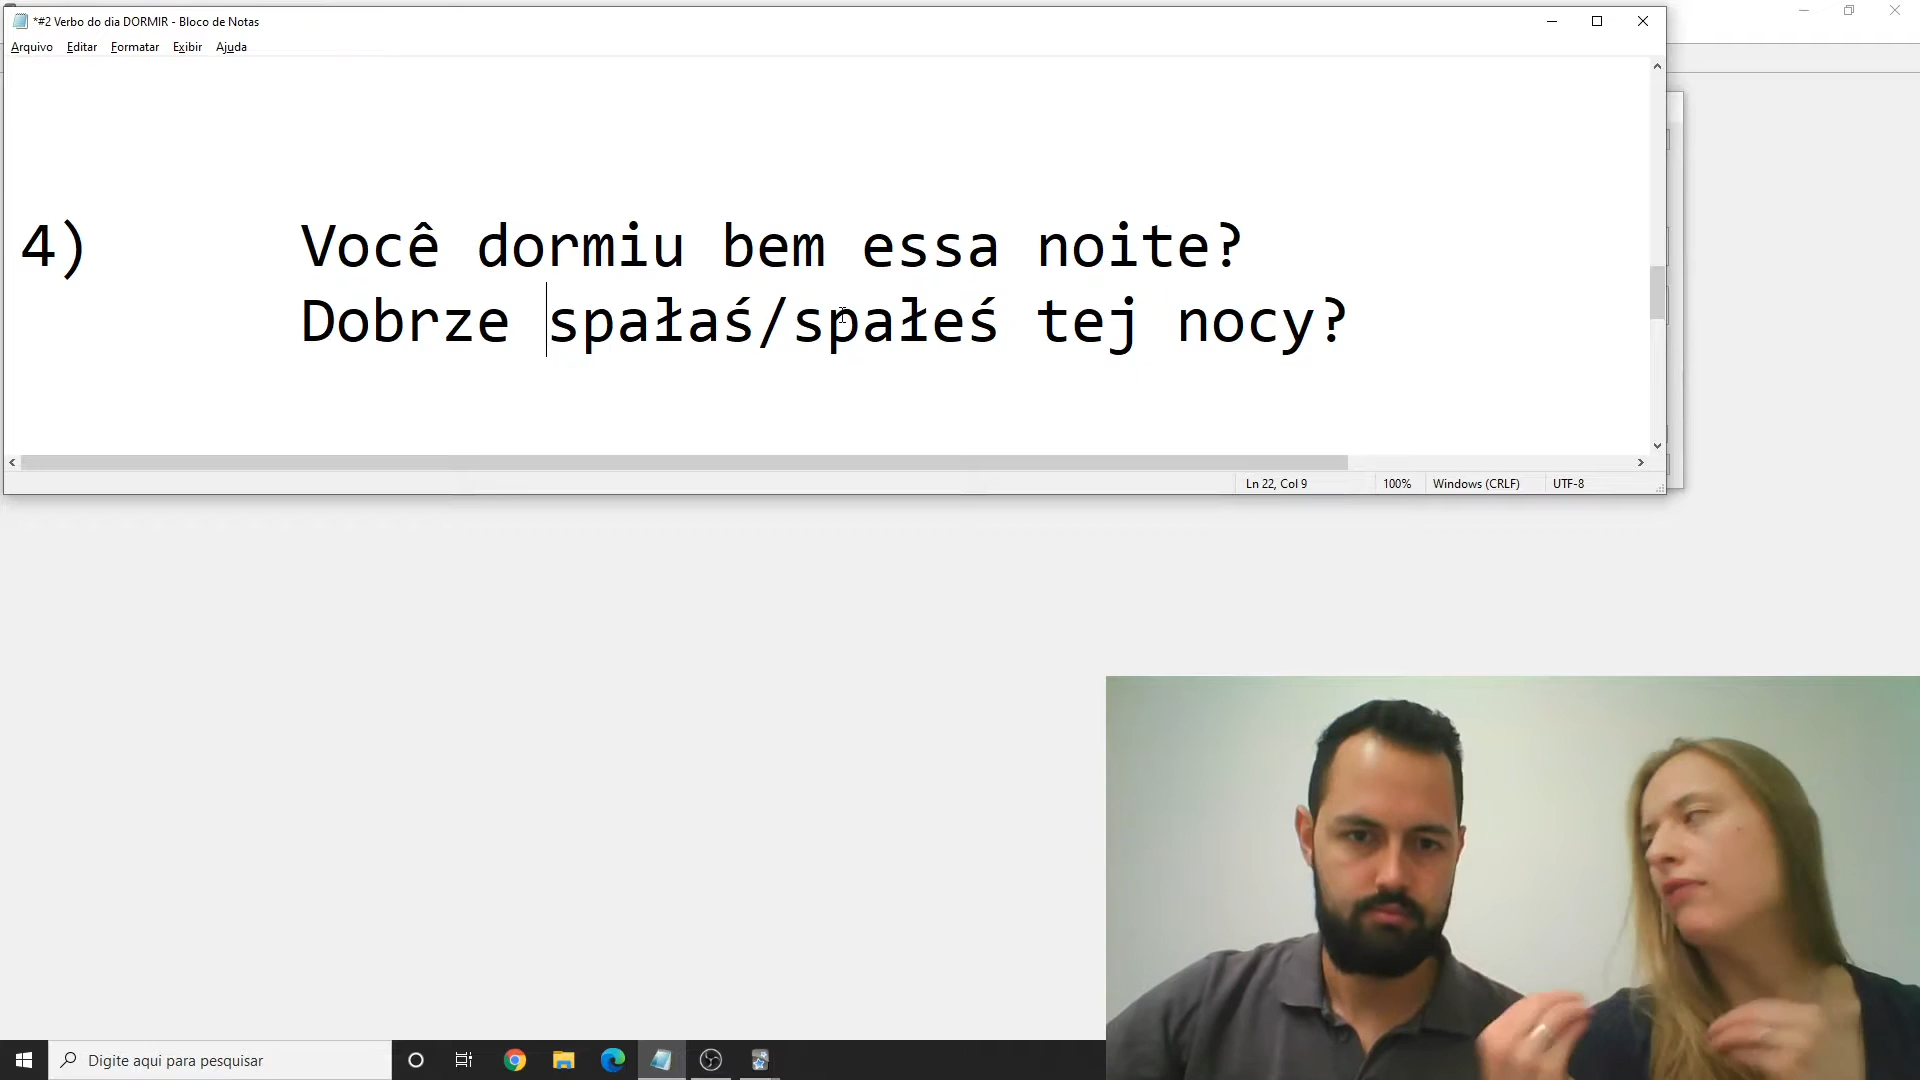 *#2 Verbo do dia DORMIR - Bloco de Notas
Arquivo Editar Formatar Exibir Ajuda
4) Você dormiu bem essa noite?
Dobrze spałaś/spałeś tej nocy?
Ln 22, Col 9 100% Windows (CRLF) UTF-8
Digite aqui para pesquisar